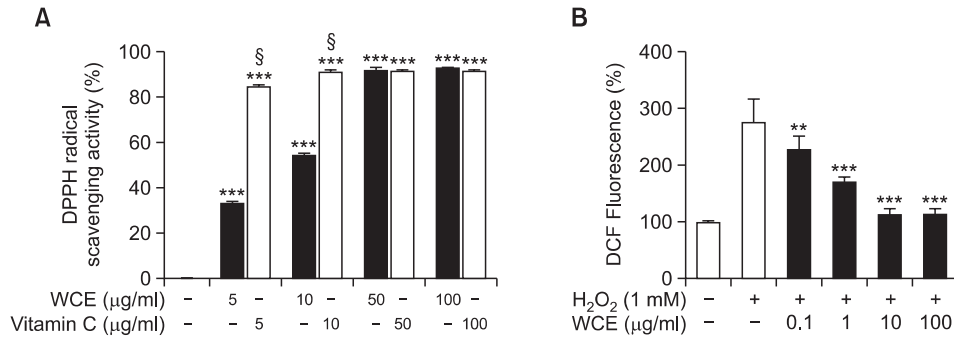 A
DPPH radical
scavenging activity (%)
100
80
60
40
20
0
***
***
§
***
***
§
***
***
***
***
WCE (μg/ml) – 5 – 10 – 50 – 100 –
Vitamin C (μg/ml) – – 5 – 10 – 50 – 100
B
DCF Fluorescence (%)
400
300
200
100
0
**
***
***
***
H₂O₂ (1 mM) – + + + + +
WCE (μg/ml) – – 0.1 1 10 100